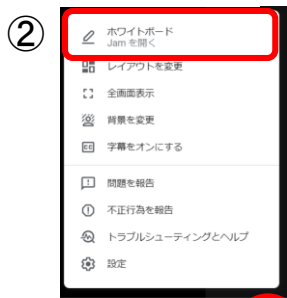 ②
ホワイトボード
Jam を開く
レイアウトを変更
全画面表示
背景を変更
CC 字幕をオンにする
問題を報告
不正行為を報告
トラブルシューティングとヘルプ
設定